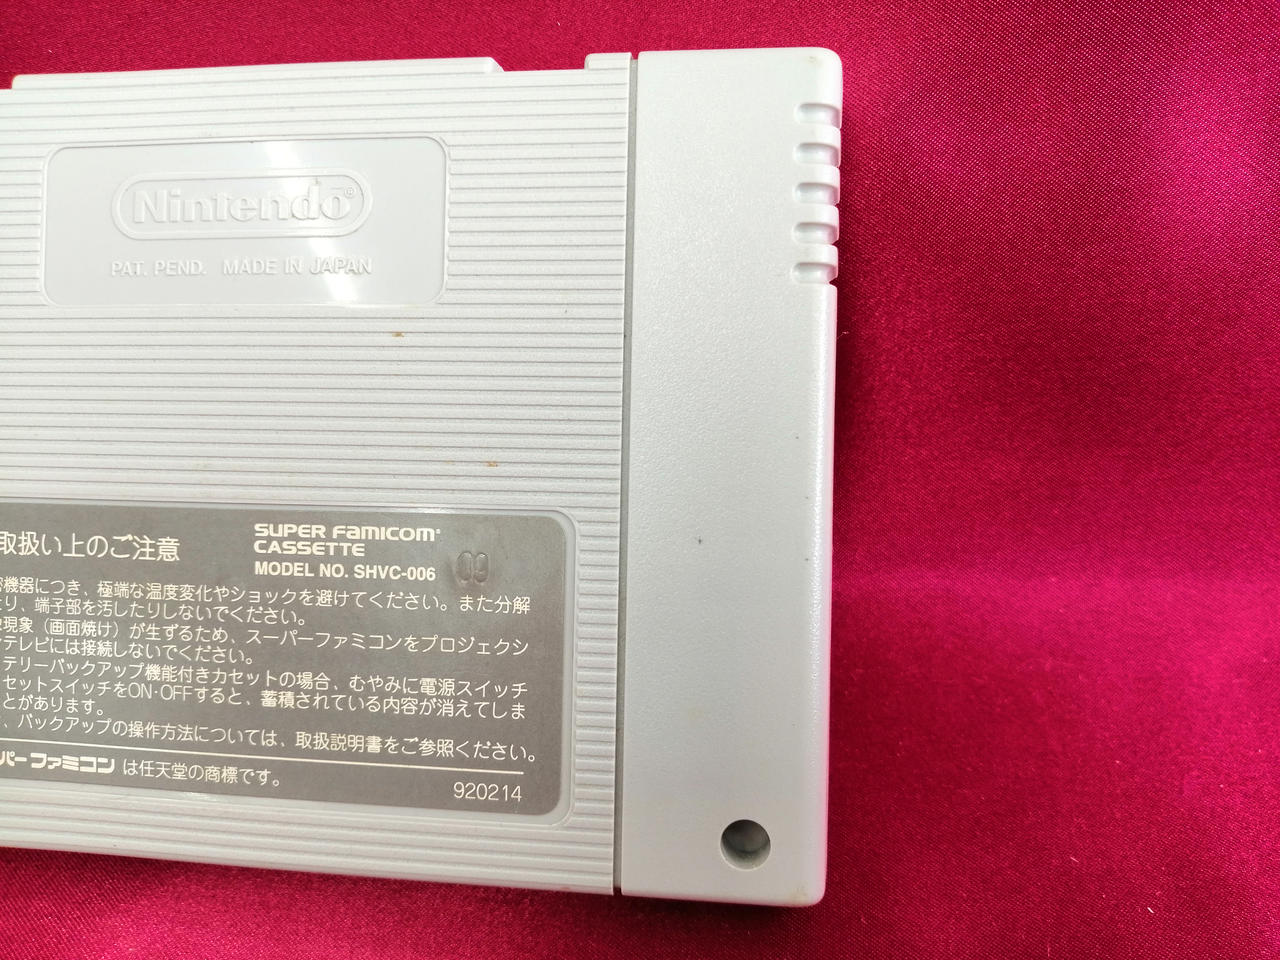 Nintendo®
PAT. PEND. MADE IN JAPAN
取扱い上のご注意
SUPER FAMICOM®
CASSETTE
MODEL NO. SHVC-006
09
機器につき、極端な温度変化やショックを避けてください。また分解
り、端子部を汚したりしないでください。
現象（画面焼け）が生ずるため、スーパーファミコンをプロジェクシ
テレビには接続しないでください。
テリーバックアップ機能付きカセットの場合、むやみに電源スイッチ
セットスイッチをON·OFFすると、蓄積されている内容が消えてしま
とがあります。
、バックアップの操作方法については、取扱説明書をご参照ください。
パーファミコン は任天堂の商標です。
920214